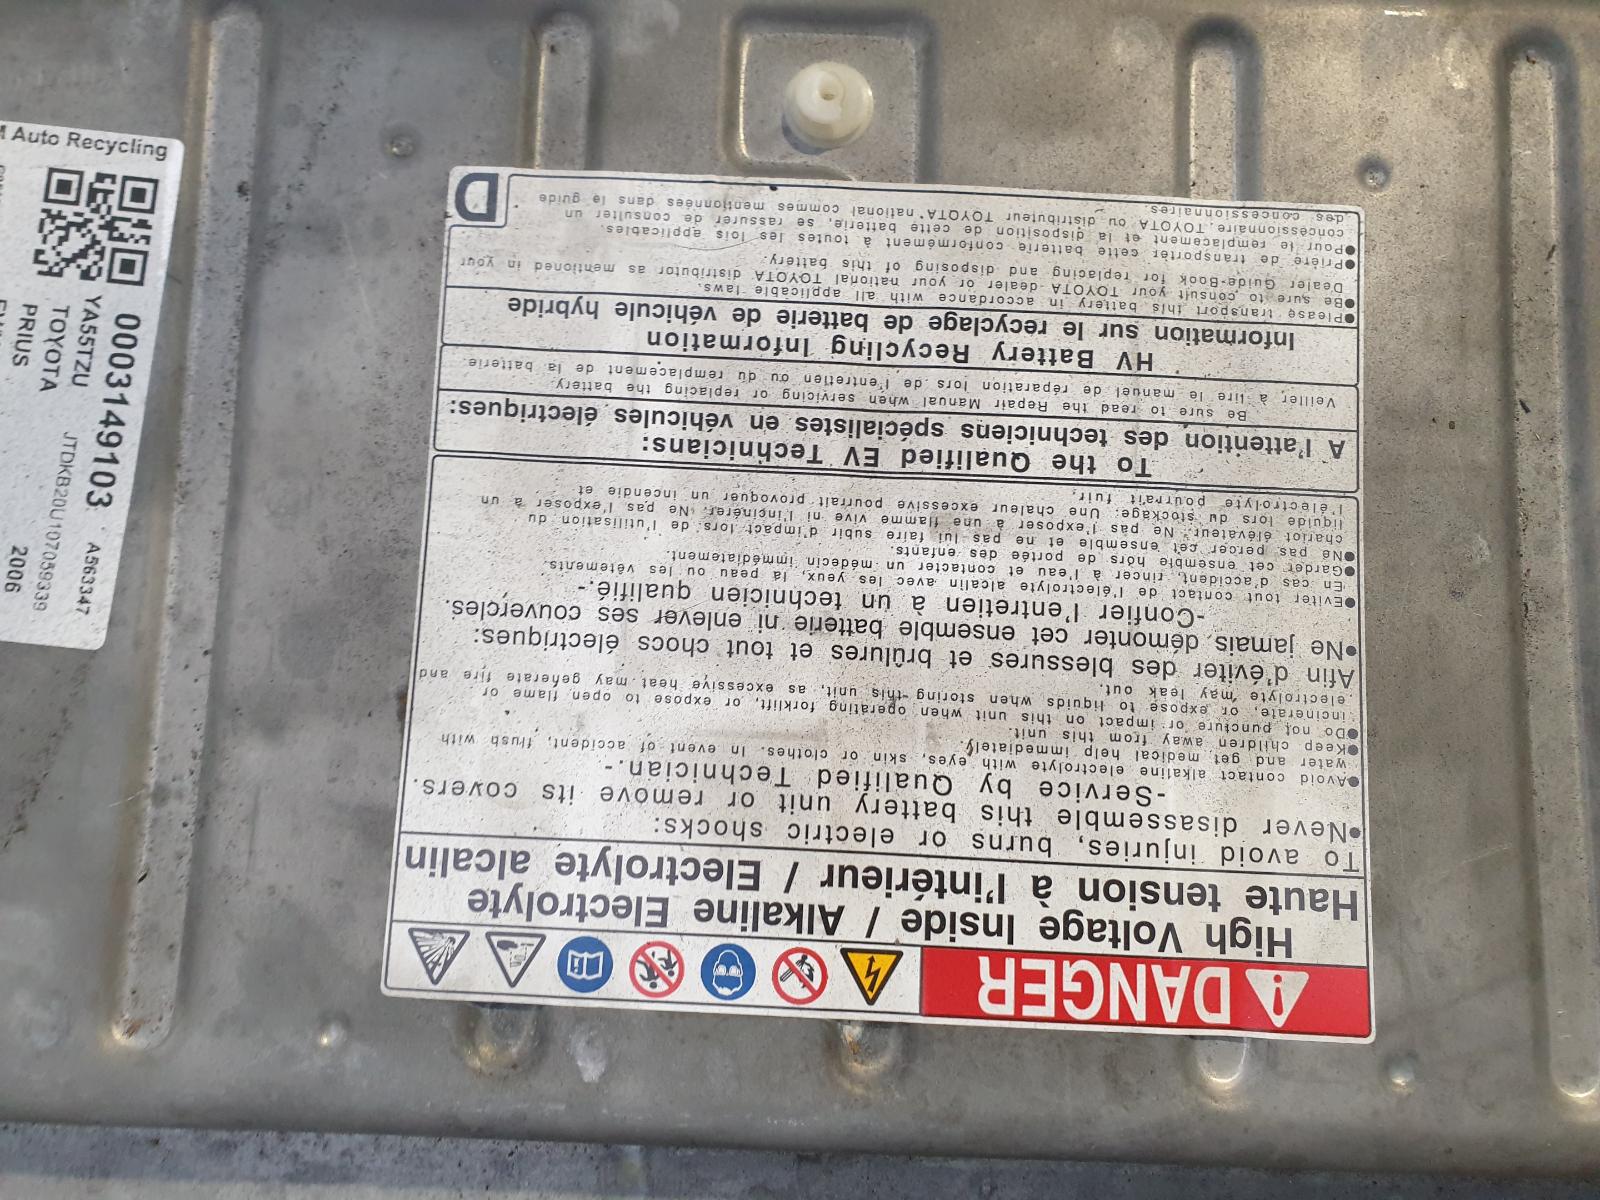 DANGER
High Voltage Inside / Alkaline Electrolyte
Haute tension à l'intérieur / Electrolyte alcalin
To avoid injuries, burns or electric shocks:
●Never disassemble this battery unit or remove its covers.
-Service by Qualified Technician.-
●Avoid contact alkaline electrolyte with eyes, skin or clothes. In event of accident, flush with
water and get medical help immediately.
●Keep children away from this unit.
●Do not puncture or impact on this unit when operating forklift, or expose to open flame or
incinerate, or expose to liquids when storing this unit, as excessive heat may generate fire and
electrolyte may leak out.
Afin d'éviter des blessures et brûlures et tout chocs électriques:
●Ne jamais démonter cet ensemble batterie ni enlever ses couvercles.
-Confier l'entretien à un technicien qualifié.-
●Eviter tout contact de l'électrolyte alcalin avec les yeux, la peau ou les vêtements.
En cas d'accident, rincer à l'eau et contacter un médecin immédiatement.
●Garder cet ensemble hors de portée des enfants.
●Ne pas percer cet ensemble et ne pas lui faire subir d'impact lors de l'utilisation du
chariot élévateur. Ne pas l'exposer à une flamme vive ni l'incinérer. Ne pas l'exposer à un
liquide lors du stockage: Une chaleur excessive pourrait provoquer un incendie et
l'électrolyte pourrait fuir.
To the Qualified EV Technicians:
A l'attention des techniciens spécialistes en véhicules électriques:
Be sure to read the Repair Manual when servicing or replacing the battery.
Veiller à lire le manuel de réparation lors de l'entretien ou du remplacement de la batterie.
HV Battery Recycling Information
Information sur le recyclage de batterie de véhicule hybride
●Please transport this battery in accordance with all applicable laws.
●Be sure to consult your TOYOTA dealer or your national TOYOTA distributor as mentioned in your
Dealer Guide-Book for replacing and disposing of this battery.
●Prière de transporter cette batterie conformément à toutes les lois applicables.
●Pour le remplacement et la disposition de cette batterie, se rassurer de consulter un
concessionnaire TOYOTA ou distributeur TOYOTA national commes mentionnées dans le guide
des concessionnaires.
D
Auto Recycling
0003149103
A563347
YA55TZU
JTDKB20U107059339
TOYOTA
2006
PRIUS